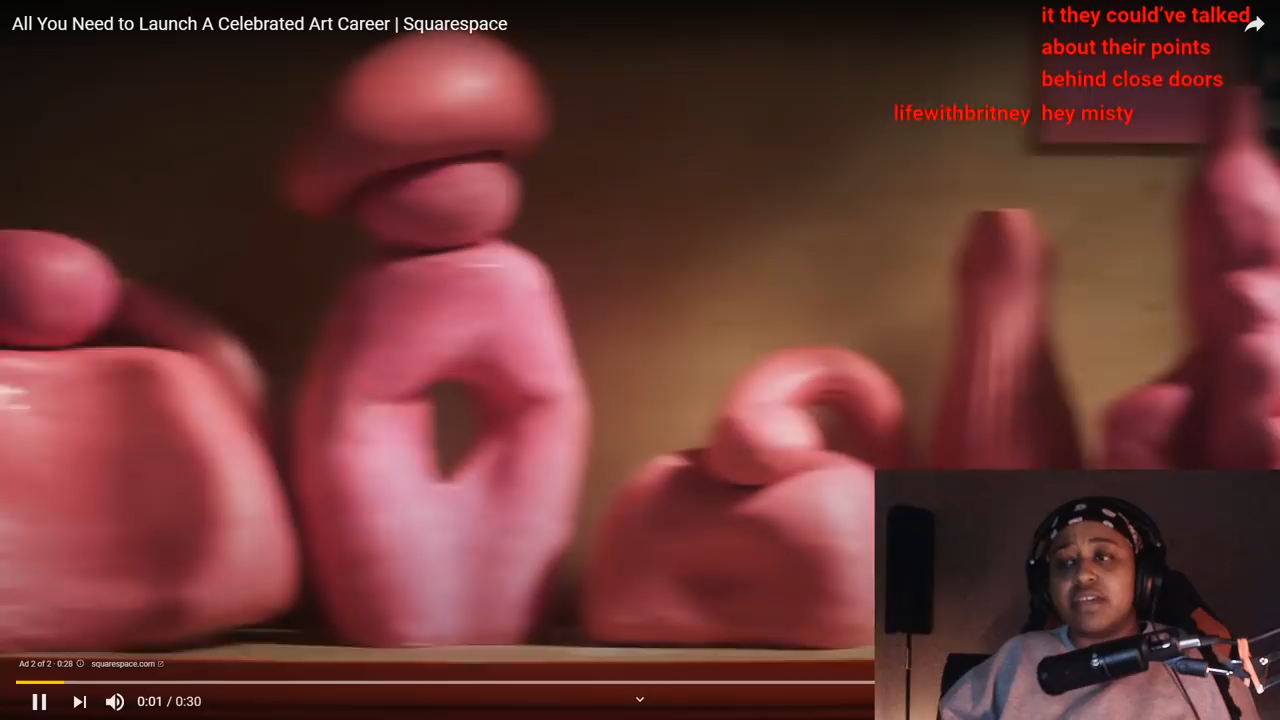 All You Need to Launch A Celebrated Art Career | Squarespace
it they could've talked
about their points
behind close doors
lifewithbritney hey misty
Ad 2 of 2 · 0:28 squarespace.com
0:01 / 0:30